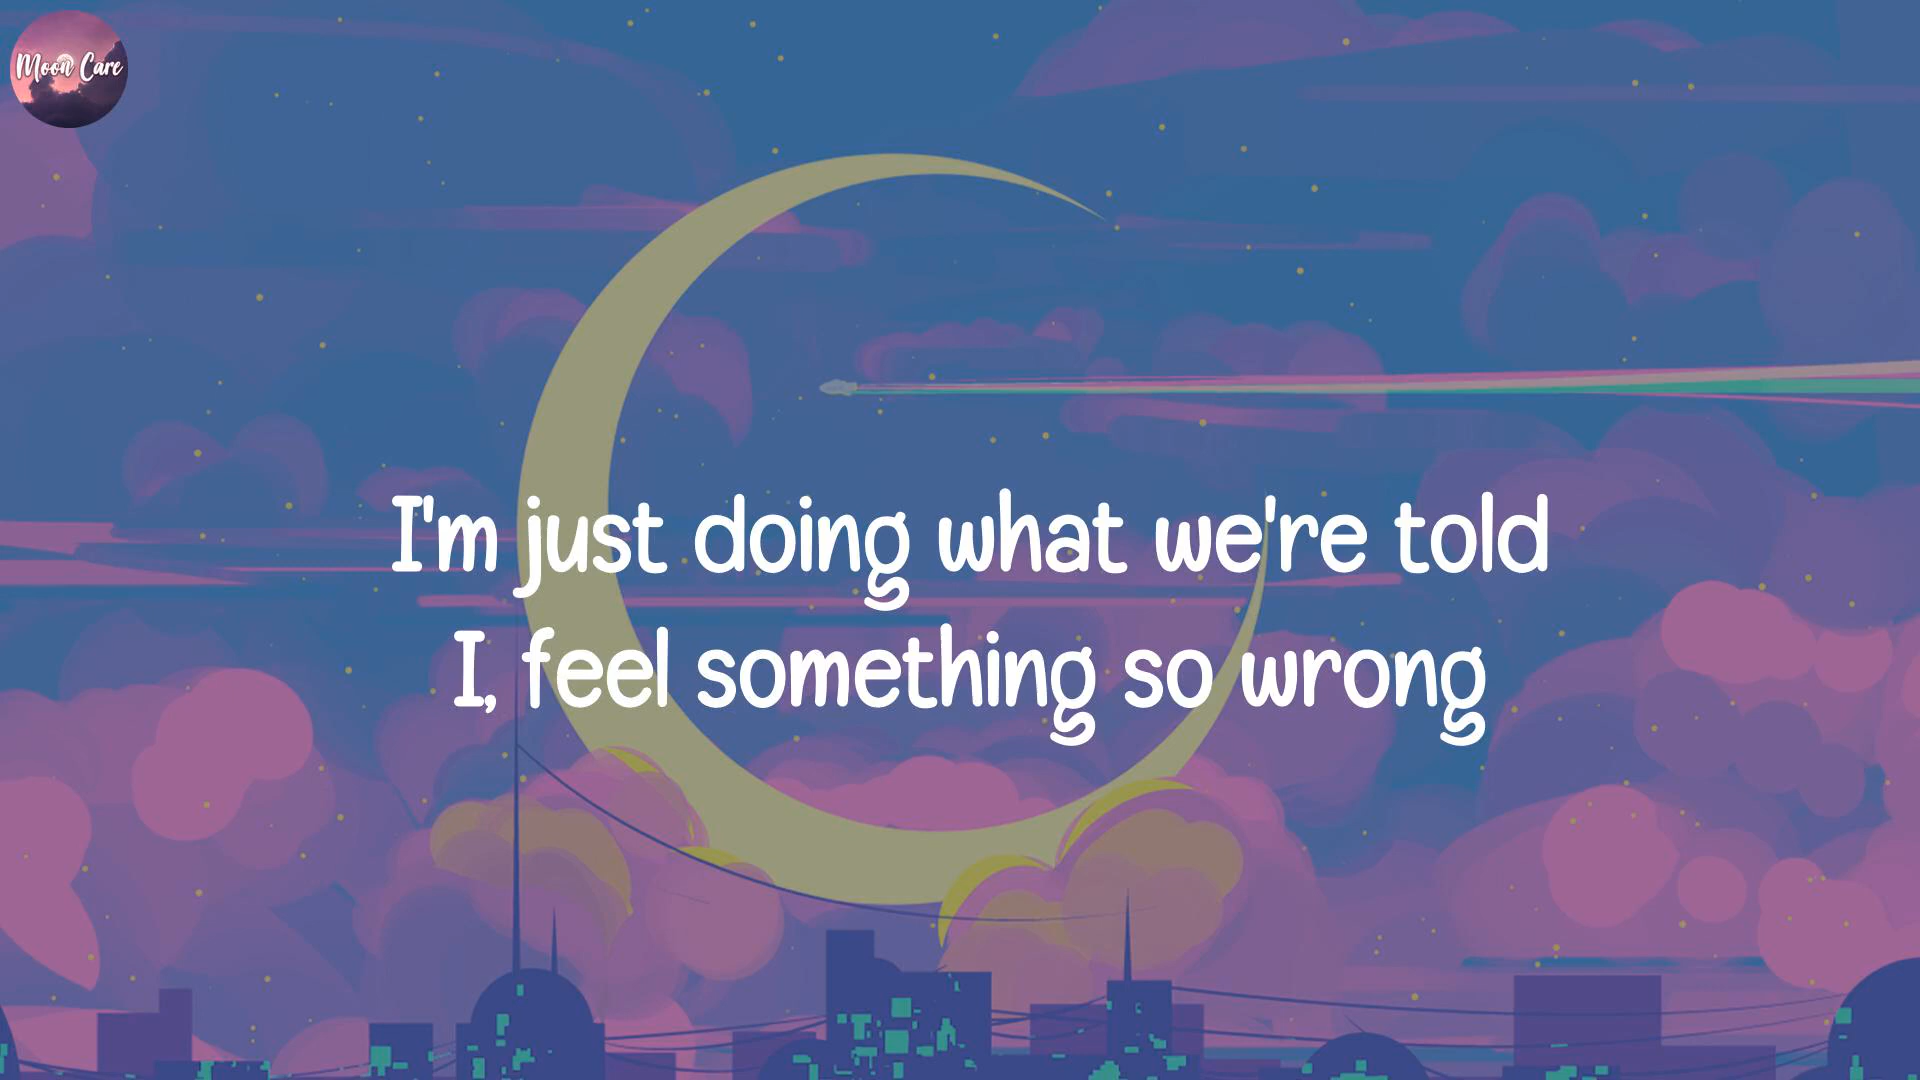 Moon Care
I'm just doing what we're told
I, feel something so wrong